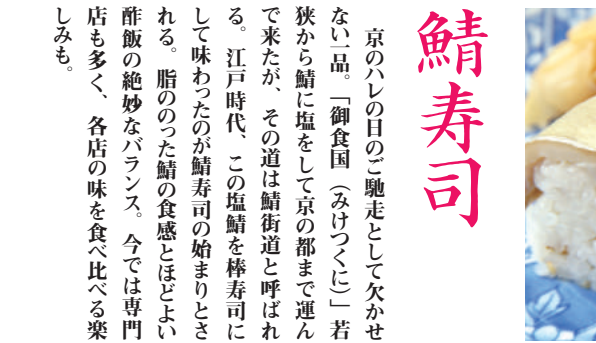 鯖寿司
京のハレの日のご馳走として欠かせ
ない一品。「御食国（みけつくに）」若
狭から鯖に塩をして京の都まで運ん
で来たが、その道は鯖街道と呼ばれ
る。江戸時代、この塩鯖を棒寿司に
して味わったのが鯖寿司の始まりとさ
れる。脂ののった鯖の食感とほどよい
酢飯の絶妙なバランス。今では専門
店も多く、各店の味を食べ比べる楽
しみも。